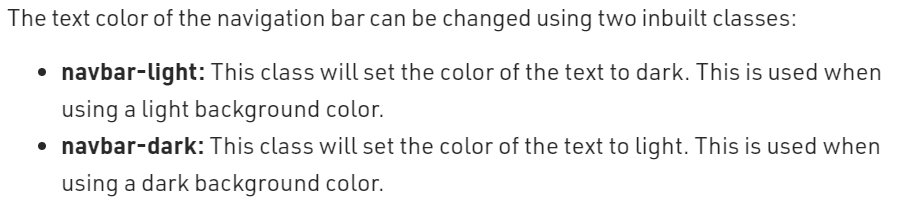 The text color of the navigation bar can be changed using two inbuilt classes:
• navbar-light: This class will set the color of the text to dark. This is used when
using a light background color.
• navbar-dark: This class will set the color of the text to light. This is used when
using a dark background color.